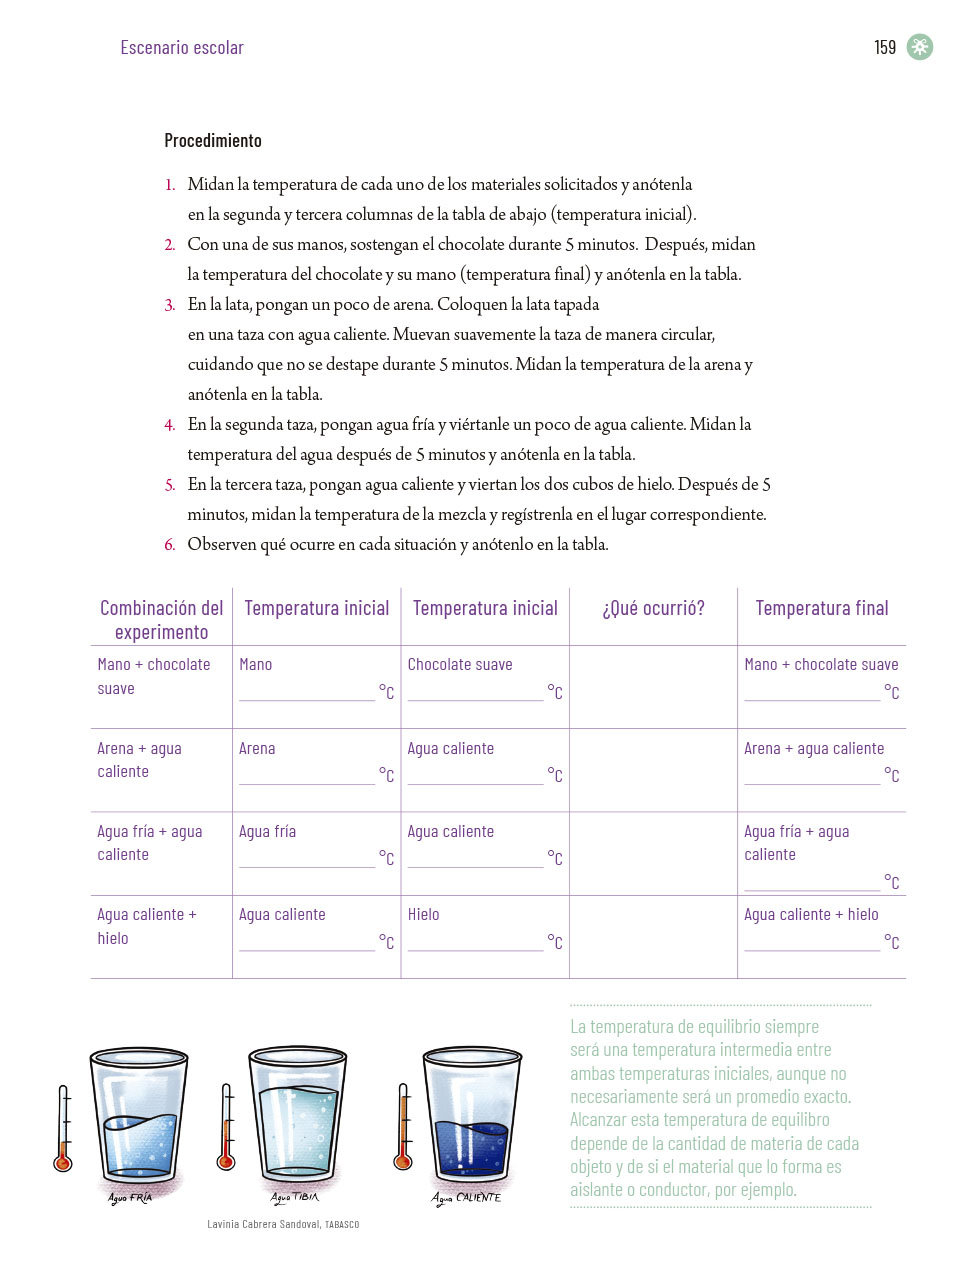 Escenario escolar
159
Procedimiento
1. Midan la temperatura de cada uno de los materiales solicitados y anótenla
en la segunda y tercera columnas de la tabla de abajo (temperatura inicial).
2. Con una de sus manos, sostengan el chocolate durante 5 minutos. Después, midan
la temperatura del chocolate y su mano (temperatura final) y anótenla en la tabla.
3. En la lata, pongan un poco de arena. Coloquen la lata tapada
en una taza con agua caliente. Muevan suavemente la taza de manera circular,
cuidando que no se destape durante 5 minutos. Midan la temperatura de la arena y
anótenla en la tabla.
4. En la segunda taza, pongan agua fría y viértanle un poco de agua caliente. Midan la
temperatura del agua después de 5 minutos y anótenla en la tabla.
5. En la tercera taza, pongan agua caliente y viertan los dos cubos de hielo. Después de 5
minutos, midan la temperatura de la mezcla y regístrenla en el lugar correspondiente.
6. Observen qué ocurre en cada situación y anótenlo en la tabla.
Combinación del
experimento
Temperatura inicial
Temperatura inicial
¿Qué ocurrió?
Temperatura final
Mano + chocolate
suave
Mano
°C
Chocolate suave
°C
Mano + chocolate suave
°C
Arena + agua
caliente
Arena
°C
Agua caliente
°C
Arena + agua caliente
°C
Agua fría + agua
caliente
Agua fría
°C
Agua caliente
°C
Agua fría + agua
caliente
°C
Agua caliente +
hielo
Agua caliente
°C
Hielo
°C
Agua caliente + hielo
°C
Agua FRÍA
Agua TIBIA
Agua CALIENTE
Lavinia Cabrera Sandoval, TABASCO
La temperatura de equilibrio siempre
será una temperatura intermedia entre
ambas temperaturas iniciales, aunque no
necesariamente será un promedio exacto.
Alcanzar esta temperatura de equilibro
depende de la cantidad de materia de cada
objeto y de si el material que lo forma es
aislante o conductor, por ejemplo.